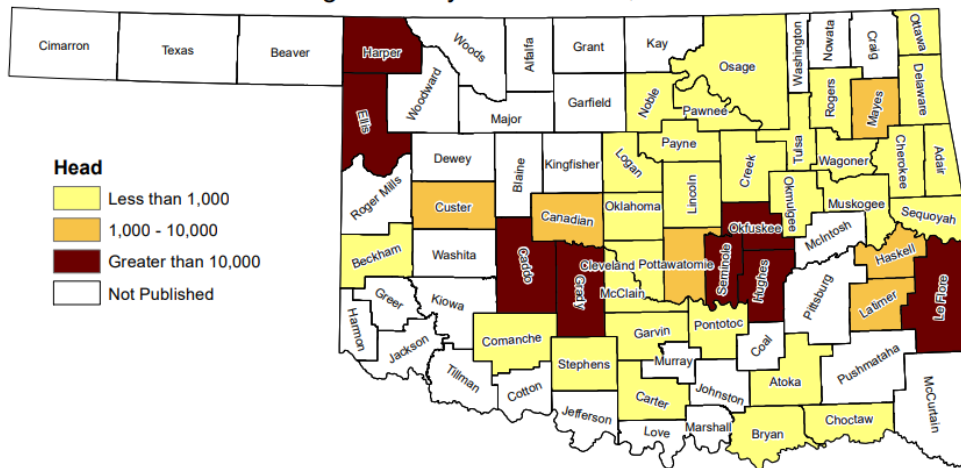 Cimarron
Texas
Beaver
Harper
Woods
Alfalfa
Grant
Kay
Washington
Nowata
Craig
Ottawa
Osage
Ellis
Woodward
Major
Garfield
Noble
Pawnee
Rogers
Mayes
Delaware
Dewey
Blaine
Kingfisher
Logan
Payne
Creek
Tulsa
Wagoner
Cherokee
Adair
Head
Less than 1,000
1,000 - 10,000
Greater than 10,000
Not Published
Roger Mills
Custer
Canadian
Oklahoma
Lincoln
Okmulgee
Muskogee
Sequoyah
Okfuskee
McIntosh
Beckham
Washita
Caddo
Grady
Cleveland
Pottawatomie
Seminole
Hughes
Haskell
McClain
Pittsburg
Latimer
Le Flore
Greer
Kiowa
Harmon
Jackson
Comanche
Stephens
Garvin
Pontotoc
Coal
Murray
Pushmataha
Tillman
Cotton
Carter
Johnston
Atoka
McCurtain
Jefferson
Love
Marshall
Bryan
Choctaw